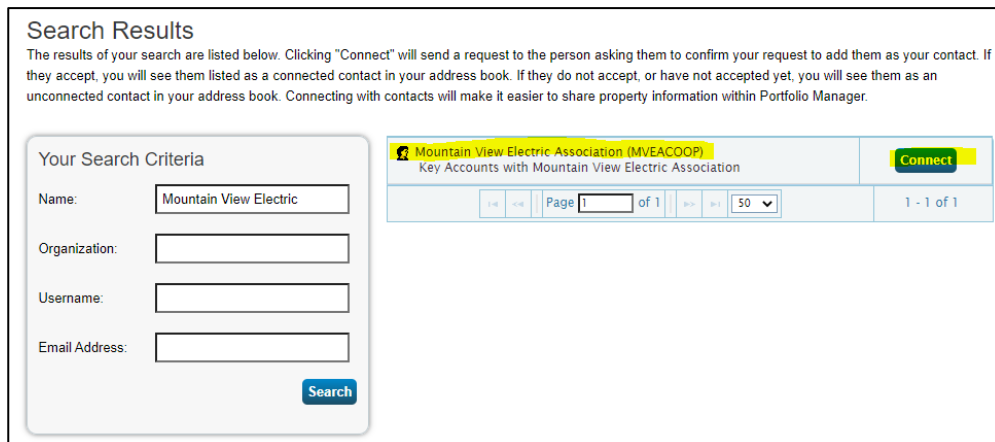 Search Results
The results of your search are listed below. Clicking "Connect" will send a request to the person asking them to confirm your request to add them as your contact. If
they accept, you will see them listed as a connected contact in your address book. If they do not accept, or have not accepted yet, you will see them as an
unconnected contact in your address book. Connecting with contacts will make it easier to share property information within Portfolio Manager.
Your Search Criteria
Name: Mountain View Electric
Organization:
Username:
Email Address:
Search
Mountain View Electric Association (MVEACOOP)
Key Accounts with Mountain View Electric Association
Connect
Page 1 of 1 50 1 - 1 of 1